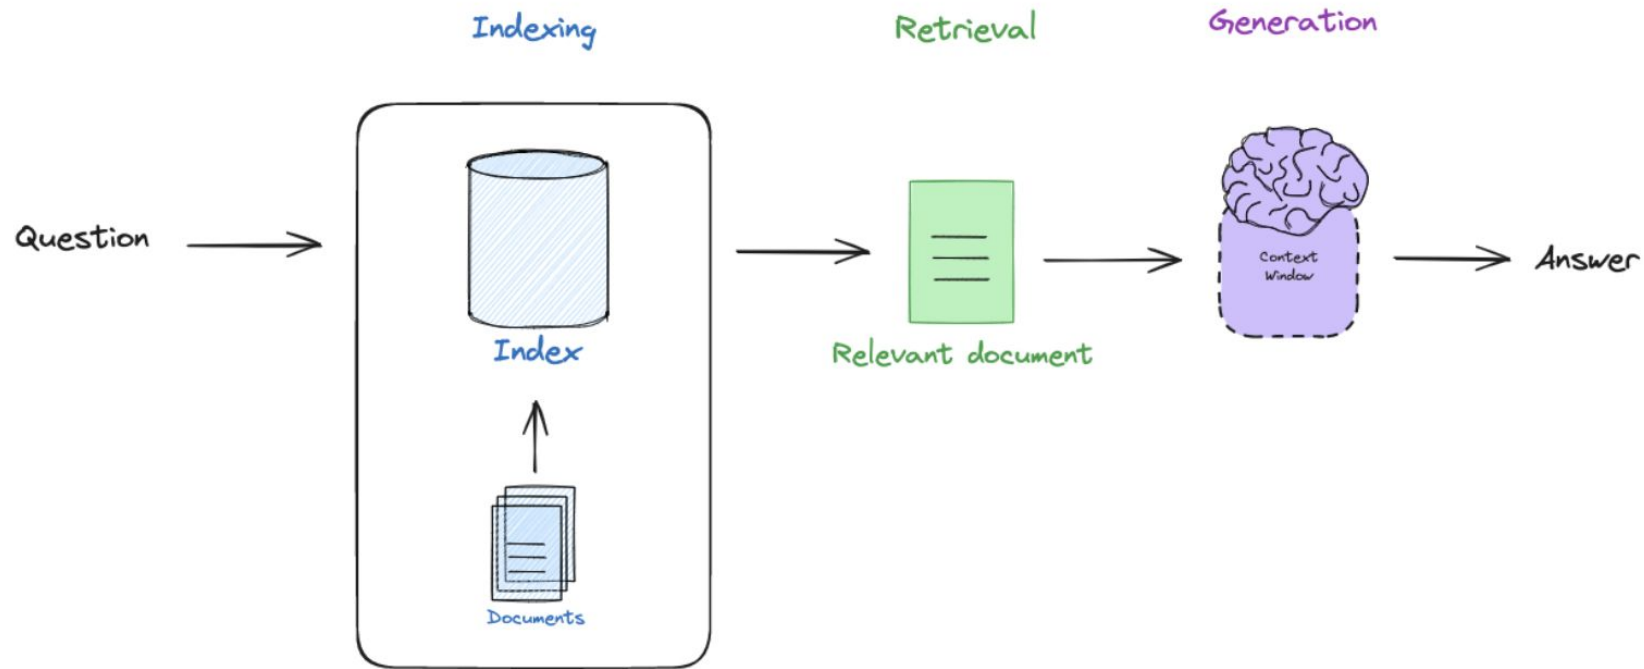 Indexing
Retrieval
Generation
Question
Index
Documents
Relevant document
Context
Window
Answer